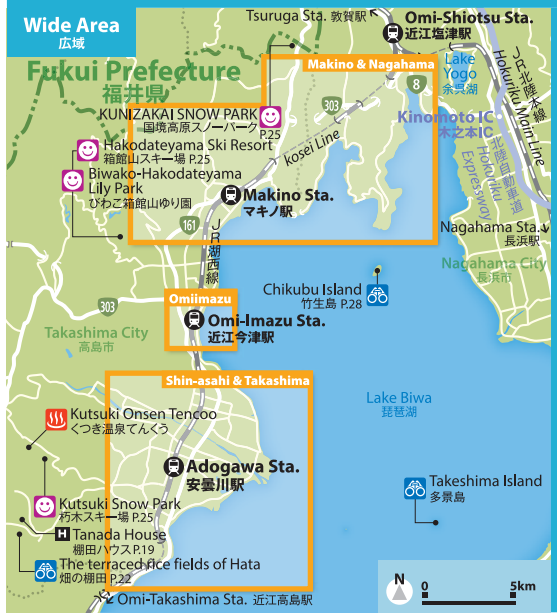 Wide Area
広域
Tsuruga Sta. 敦賀駅
Omi-Shiotsu Sta.
近江塩津駅
Fukui Prefecture
福井県
Makino & Nagahama
Lake
Yogo
余呉湖
JR北陸本線
Hokuriku Main Line
8
303
KUNIZAKAI SNOW PARK
国境高原スノーパーク
P.25
Kinomoto IC
木之本IC
北陸自動車道
Hokuriku
Expressway
Hakodateyama Ski Resort
箱館山スキー場 P.25
kosei Line
Biwako-Hakodateyama
Lily Park
びわこ箱館山ゆり園
Makino Sta.
マキノ駅
161
JR湖西線
Nagahama Sta.
長浜駅
Nagahama City
長浜市
Chikubu Island
竹生島 P.28
Omiimazu
303
Omi-Imazu Sta.
近江今津駅
Takashima City
高島市
Shin-asahi & Takashima
Lake Biwa
琵琶湖
Kutsuki Onsen Tencoo
くつき温泉てんくう
Adogawa Sta.
安曇川駅
Takeshima Island
多景島
Kutsuki Snow Park
朽木スキー場 P.25
H
Tanada House
棚田ハウス P.19
The terraced rice fields of Hata
畑の棚田 P.22
Omi-Takashima Sta. 近江高島駅
N
0
5km